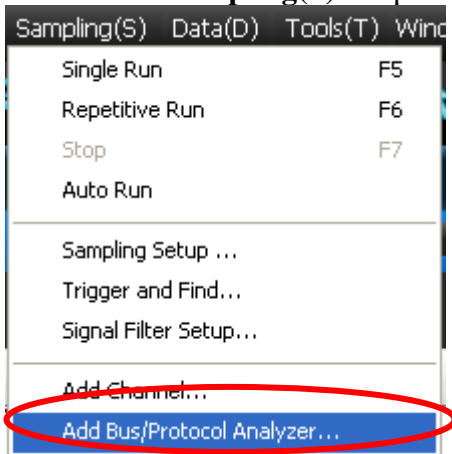 Sampling(S) Data(D) Tools(T)
Single Run F5
Repetitive Run F6
Stop F7
Auto Run
Sampling Setup ...
Trigger and Find...
Signal Filter Setup...
Add Channel...
Add Bus/Protocol Analyzer...